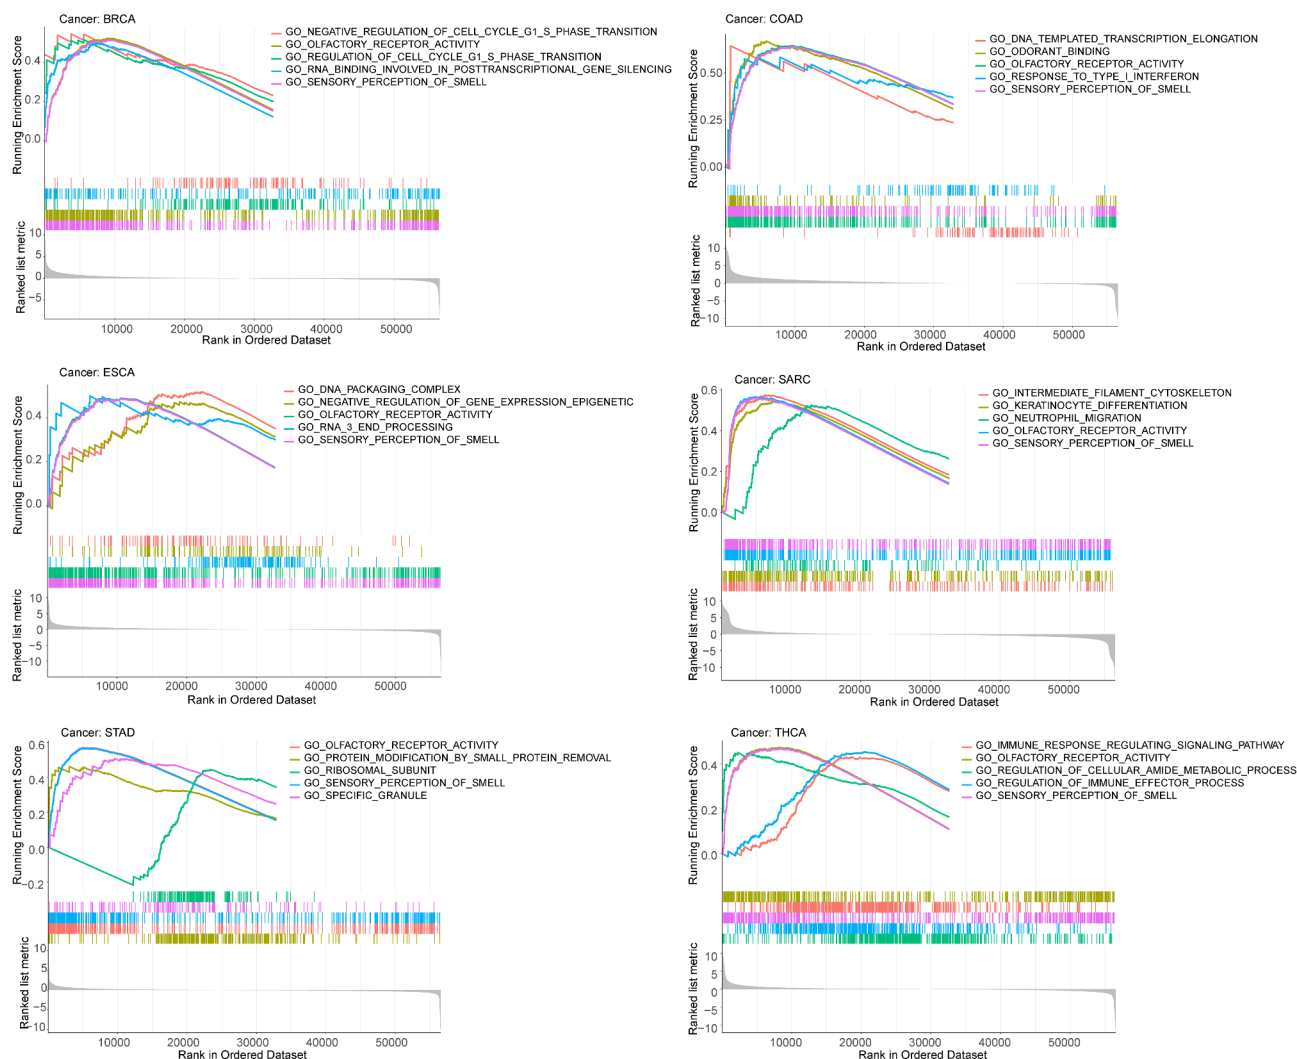 Cancer: BRCA
Running Enrichment Score
0.4
0.2
0.0
GO_NEGATIVE_REGULATION_OF_CELL_CYCLE_G1_S_PHASE_TRANSITION
GO_OLFACTORY_RECEPTOR_ACTIVITY
GO_REGULATION_OF_CELL_CYCLE_G1_S_PHASE_TRANSITION
GO_RNA_BINDING_INVOLVED_IN_POSTTRANSCRIPTIONAL_GENE_SILENCING
GO_SENSORY_PERCEPTION_OF_SMELL
Ranked list metric
10
5
0
−5
10000 20000 30000 40000 50000
Rank in Ordered Dataset
Cancer: COAD
Running Enrichment Score
0.50
0.25
0.00
GO_DNA_TEMPLATED_TRANSCRIPTION_ELONGATION
GO_ODORANT_BINDING
GO_OLFACTORY_RECEPTOR_ACTIVITY
GO_RESPONSE_TO_TYPE_I_INTERFERON
GO_SENSORY_PERCEPTION_OF_SMELL
Ranked list metric
10
5
0
−5
−10
10000 20000 30000 40000 50000
Rank in Ordered Dataset
Cancer: ESCA
Running Enrichment Score
0.4
0.2
0.0
GO_DNA_PACKAGING_COMPLEX
GO_NEGATIVE_REGULATION_OF_GENE_EXPRESSION_EPIGENETIC
GO_OLFACTORY_RECEPTOR_ACTIVITY
GO_RNA_3_END_PROCESSING
GO_SENSORY_PERCEPTION_OF_SMELL
Ranked list metric
10
5
0
−5
−10
10000 20000 30000 40000 50000
Rank in Ordered Dataset
Cancer: SARC
Running Enrichment Score
0.6
0.4
0.2
0.0
GO_INTERMEDIATE_FILAMENT_CYTOSKELETON
GO_KERATINOCYTE_DIFFERENTIATION
GO_NEUTROPHIL_MIGRATION
GO_OLFACTORY_RECEPTOR_ACTIVITY
GO_SENSORY_PERCEPTION_OF_SMELL
Ranked list metric
10
5
0
−5
−10
10000 20000 30000 40000 50000
Rank in Ordered Dataset
Cancer: STAD
Running Enrichment Score
0.6
0.4
0.2
0.0
−0.2
GO_OLFACTORY_RECEPTOR_ACTIVITY
GO_PROTEIN_MODIFICATION_BY_SMALL_PROTEIN_REMOVAL
GO_RIBOSOMAL_SUBUNIT
GO_SENSORY_PERCEPTION_OF_SMELL
GO_SPECIFIC_GRANULE
Ranked list metric
10
5
0
−5
−10
10000 20000 30000 40000 50000
Rank in Ordered Dataset
Cancer: THCA
Running Enrichment Score
0.4
0.2
0.0
GO_IMMUNE_RESPONSE_REGULATING_SIGNALING_PATHWAY
GO_OLFACTORY_RECEPTOR_ACTIVITY
GO_REGULATION_OF_CELLULAR_AMIDE_METABOLIC_PROCESS
GO_REGULATION_OF_IMMUNE_EFFECTOR_PROCESS
GO_SENSORY_PERCEPTION_OF_SMELL
Ranked list metric
10
5
0
−5
−10
10000 20000 30000 40000 50000
Rank in Ordered Dataset